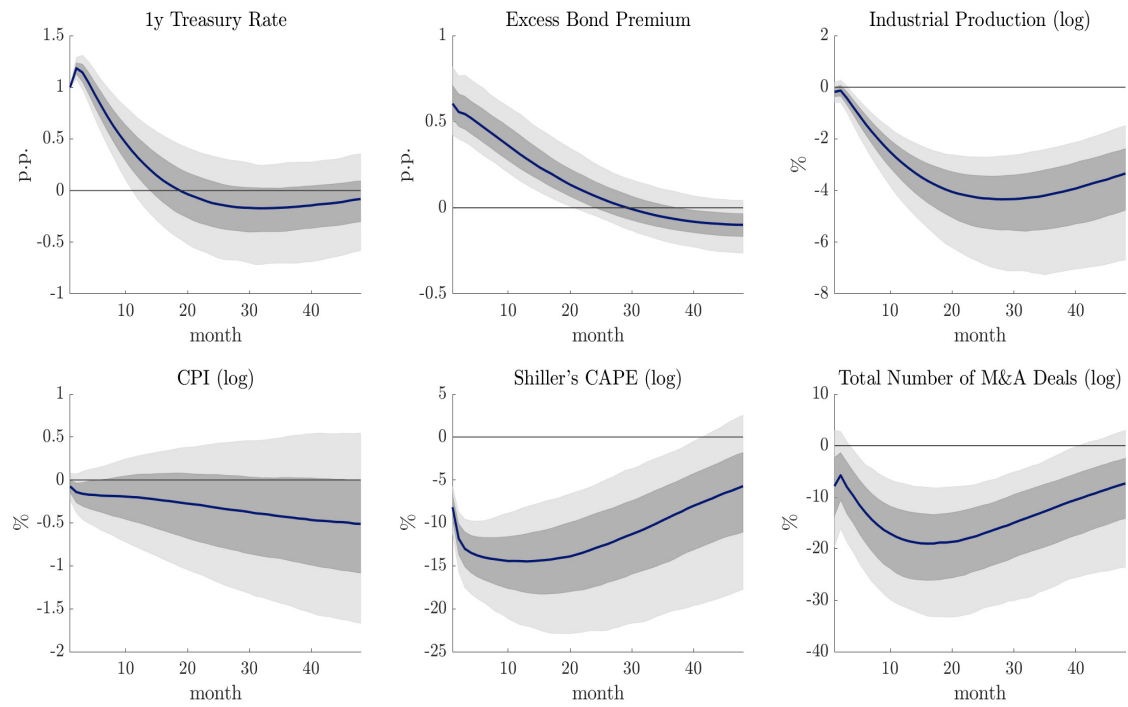 1y Treasury Rate
1.5
1
0.5
0
-0.5
-1
p.p.
10 20 30 40
month
Excess Bond Premium
1
0.5
0
-0.5
p.p.
10 20 30 40
month
Industrial Production (log)
2
0
-2
-4
-6
-8
%
10 20 30 40
month
CPI (log)
1
0.5
0
-0.5
-1
-1.5
-2
%
10 20 30 40
month
Shiller's CAPE (log)
5
0
-5
-10
-15
-20
-25
%
10 20 30 40
month
Total Number of M&A Deals (log)
10
0
-10
-20
-30
-40
%
10 20 30 40
month